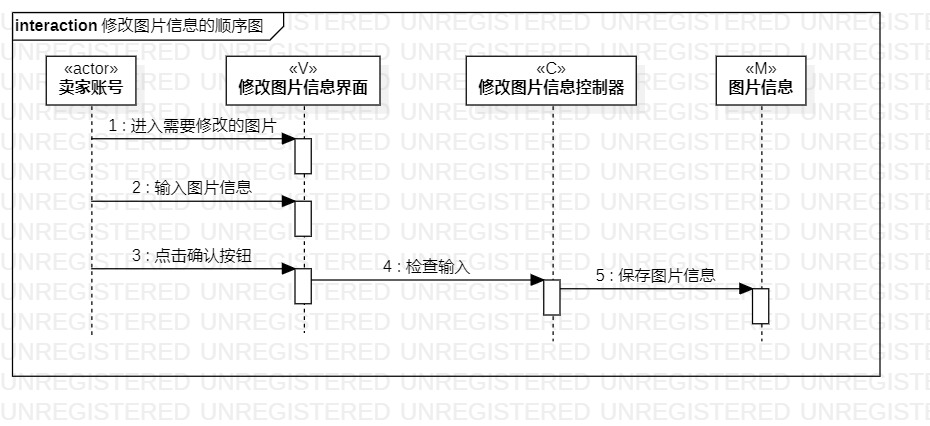 UNREGISTERED UNREGISTERED UNREGISTERED UNREGISTERED UNREGISTERED
interaction 修改图片信息的顺序图
«actor»
卖家账号
«V»
修改图片信息界面
«C»
修改图片信息控制器
«M»
图片信息
1 : 进入需要修改的图片
2 : 输入图片信息
3 : 点击确认按钮
4 : 检查输入
5 : 保存图片信息